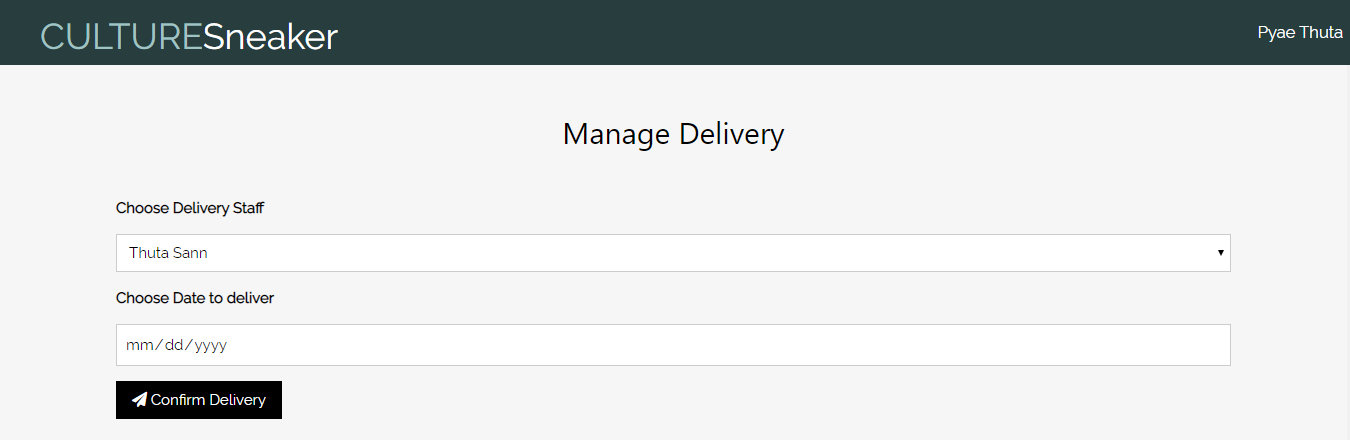 CULTURESneaker
Pyae Thuta
Manage Delivery
Choose Delivery Staff
Thuta Sann
Choose Date to deliver
mm/dd/yyyy
Confirm Delivery